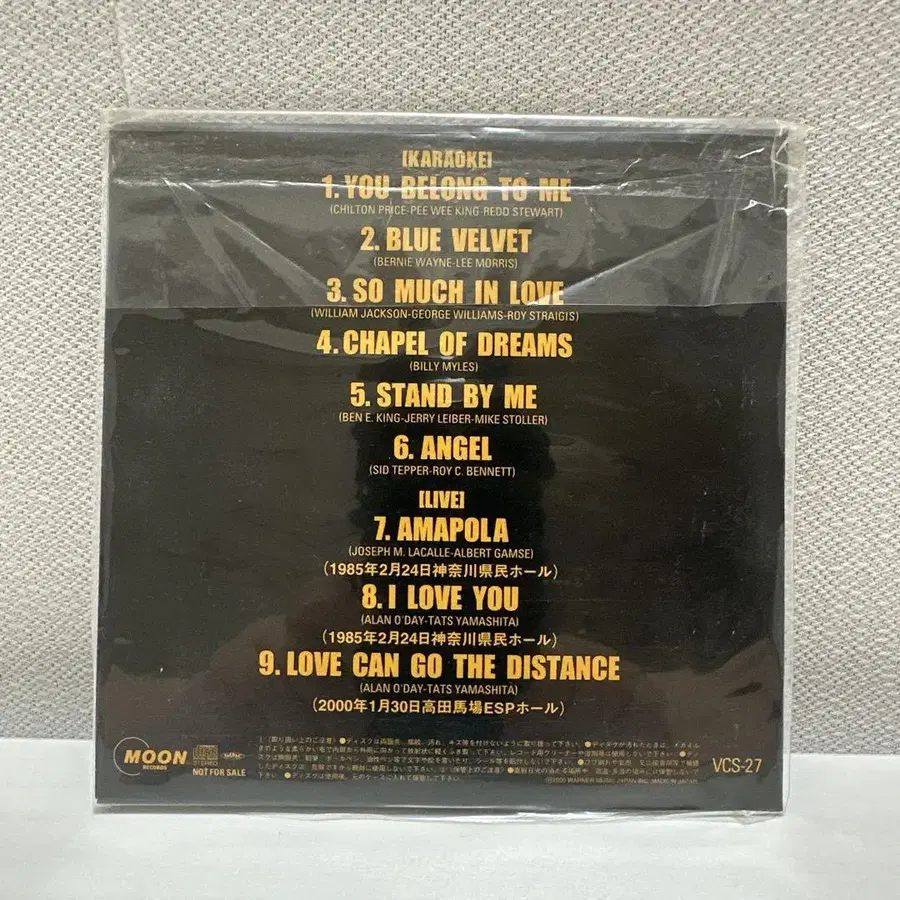 [KARAOKE]
1. YOU BELONG TO ME
(CHILTON PRICE-PEE WEE KING-REDD STEWART)
2. BLUE VELVET
(BERNIE WAYNE-LEE MORRIS)
3. SO MUCH IN LOVE
(WILLIAM JACKSON-GEORGE WILLIAMS-ROY STRAIGIS)
4. CHAPEL OF DREAMS
(BILLY MYLES)
5. STAND BY ME
(BEN E. KING-JERRY LEIBER-MIKE STOLLER)
6. ANGEL
(SID TEPPER-ROY C. BENNETT)
[LIVE]
7. AMAPOLA
(JOSEPH M. LACALLE-ALBERT GAMSE)
(1985年2月24日神奈川県民ホール)
8. I LOVE YOU
(ALAN O'DAY-TATS YAMASHITA)
(1985年2月24日神奈川県民ホール)
9. LOVE CAN GO THE DISTANCE
(ALAN O'DAY-TATS YAMASHITA)
(2000年1月30日高田馬場ESPホール)
MOON
RECORDS
STEREO
NOT FOR SALE
VCS-27